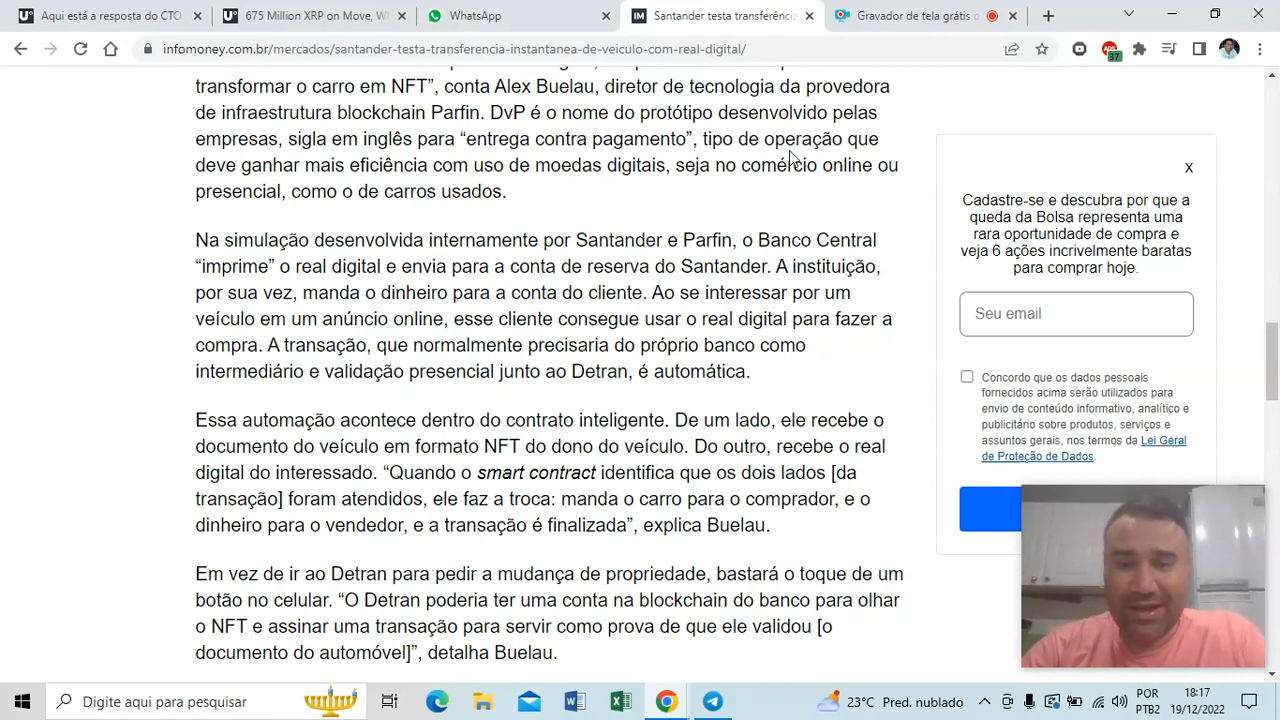 Aqui está a resposta do CTO
675 Million XRP on Move
WhatsApp
Santander testa transferência
Gravador de tela grátis o
infomoney.com.br/mercados/santander-testa-transferencia-instantanea-de-veiculo-com-real-digital/
37
transformar o carro em NFT”, conta Alex Buelau, diretor de tecnologia da provedora
de infraestrutura blockchain Parfin. DvP é o nome do protótipo desenvolvido pelas
empresas, sigla em inglês para “entrega contra pagamento”, tipo de operação que
deve ganhar mais eficiência com uso de moedas digitais, seja no comércio online ou
presencial, como o de carros usados.
Na simulação desenvolvida internamente por Santander e Parfin, o Banco Central
“imprime” o real digital e envia para a conta de reserva do Santander. A instituição,
por sua vez, manda o dinheiro para a conta do cliente. Ao se interessar por um
veículo em um anúncio online, esse cliente consegue usar o real digital para fazer a
compra. A transação, que normalmente precisaria do próprio banco como
intermediário e validação presencial junto ao Detran, é automática.
Essa automação acontece dentro do contrato inteligente. De um lado, ele recebe o
documento do veículo em formato NFT do dono do veículo. Do outro, recebe o real
digital do interessado. “Quando o smart contract identifica que os dois lados [da
transação] foram atendidos, ele faz a troca: manda o carro para o comprador, e o
dinheiro para o vendedor, e a transação é finalizada”, explica Buelau.
Em vez de ir ao Detran para pedir a mudança de propriedade, bastará o toque de um
botão no celular. “O Detran poderia ter uma conta na blockchain do banco para olhar
o NFT e assinar uma transação para servir como prova de que ele validou [o
documento do automóvel]”, detalha Buelau.
X
Cadastre-se e descubra por que a
queda da Bolsa representa uma
rara oportunidade de compra e
veja 6 ações incrivelmente baratas
para comprar hoje.
Seu email
Concordo que os dados pessoais
fornecidos acima serão utilizados para
envio de conteúdo informativo, analítico e
publicitário sobre produtos, serviços e
assuntos gerais, nos termos da Lei Geral
de Proteção de Dados.
Digite aqui para pesquisar
23°C Pred. nublado
POR
PTB2
18:17
19/12/2022